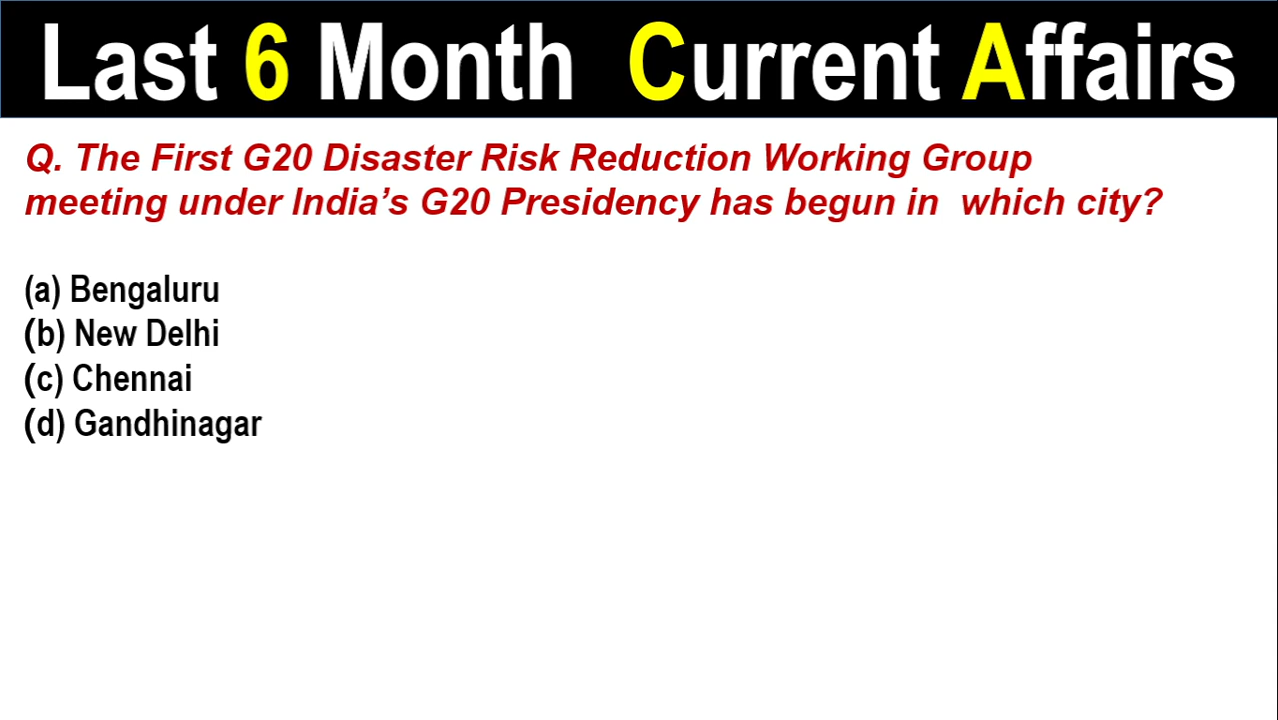 Last 6 Month Current Affairs
Q. The First G20 Disaster Risk Reduction Working Group
meeting under India’s G20 Presidency has begun in which city?
(a) Bengaluru
(b) New Delhi
(c) Chennai
(d) Gandhinagar